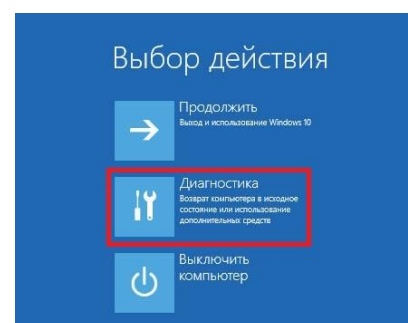 Выбор действия
Продолжить
Выход и использование Windows 10
Диагностика
Возврат компьютера в исходное
состояние или использование
дополнительных средств
Выключить
компьютер